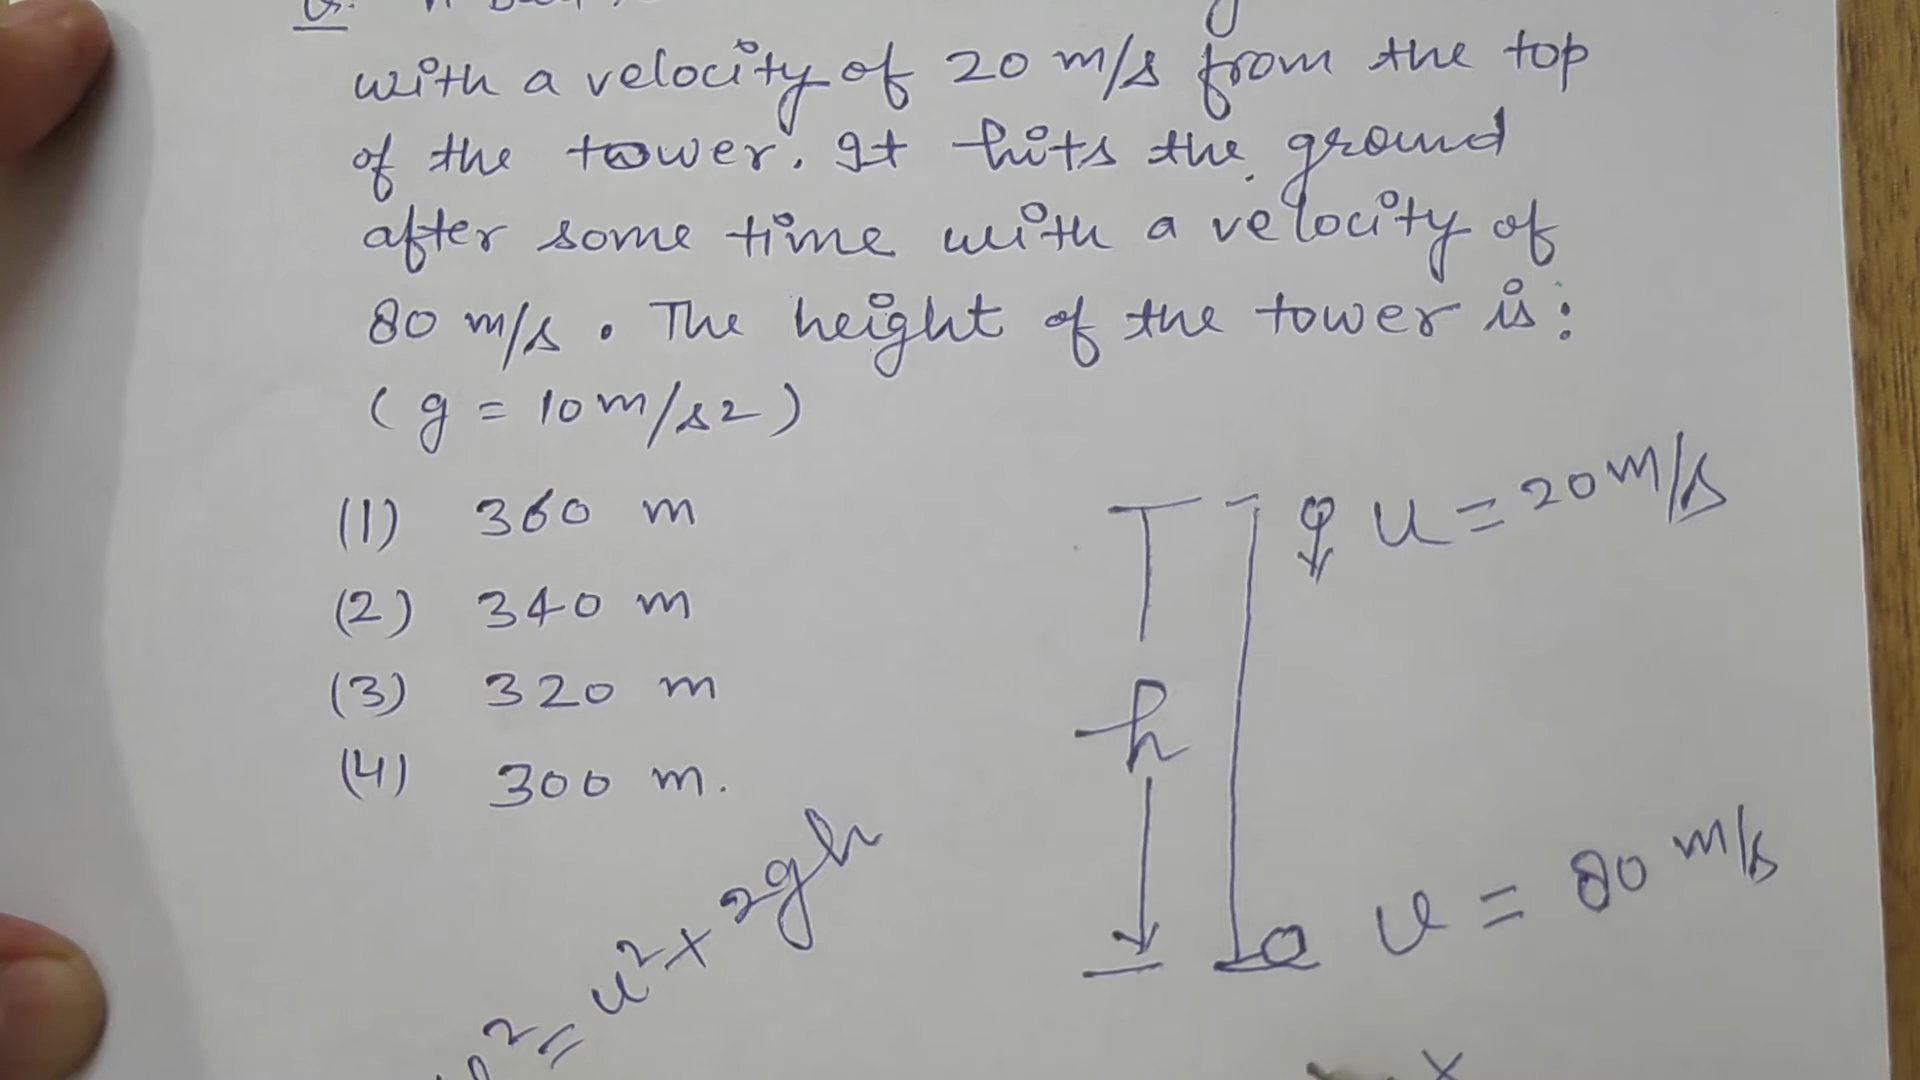 Q.
with a velocity of 20 m/s from the top
of the tower. It hits the ground
after some time with a velocity of
80 m/s. The height of the tower is:
(g = 10 m/s2)
(1) 360 m
(2) 340 m
(3) 320 m
(4) 300 m.
u = 20 m/s
h
v = 80 m/s
v² = u² + 2gh